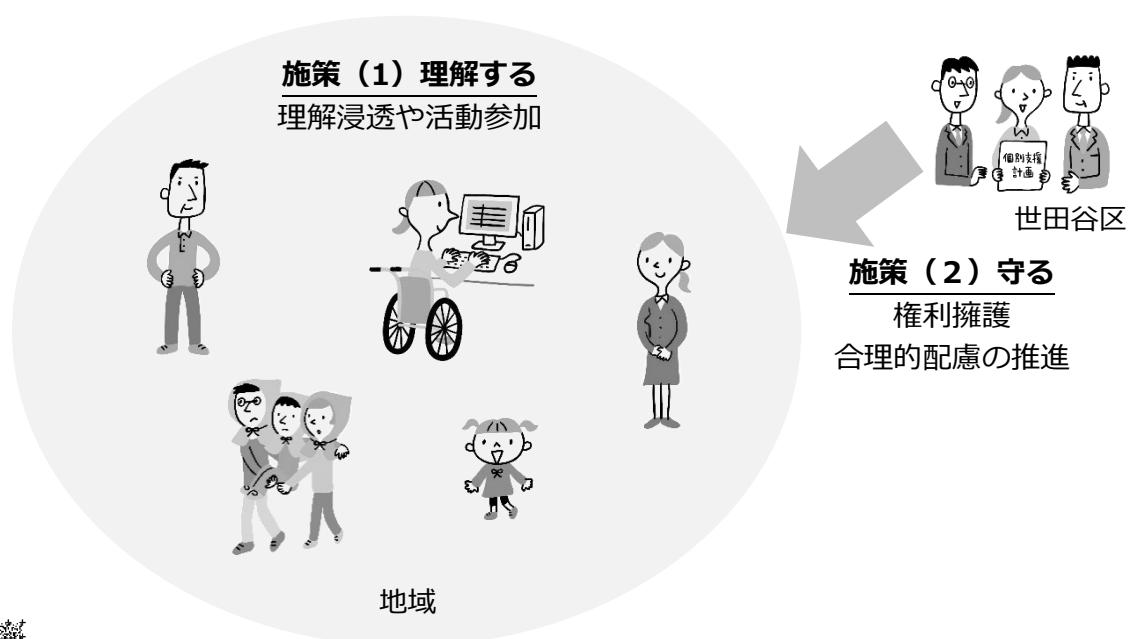 施策（1）理解する
理解浸透や活動参加
個別支援
計画
世田谷区
施策（２）守る
権利擁護
合理的配慮の推進
地域